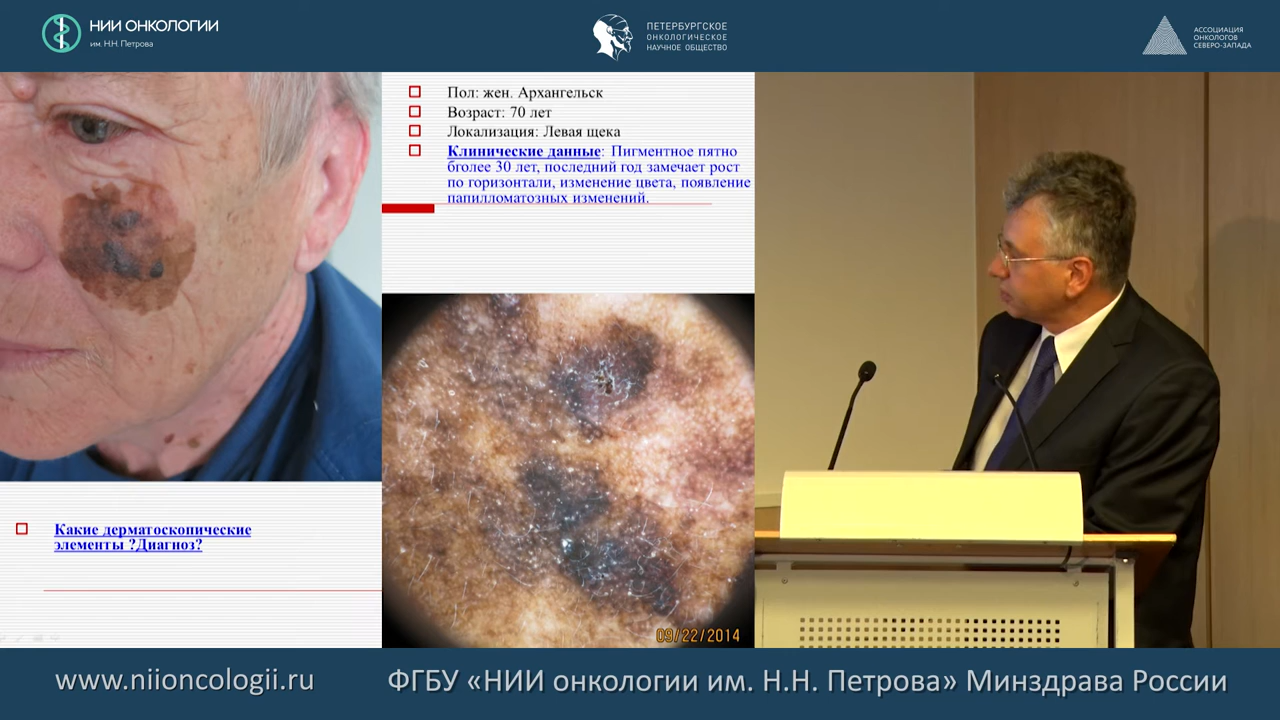 НИИ ОНКОЛОГИИ
им. Н.Н. Петрова
ПЕТЕРБУРГСКОЕ
ОНКОЛОГИЧЕСКОЕ
НАУЧНОЕ ОБЩЕСТВО
АССОЦИАЦИЯ
ОНКОЛОГОВ
СЕВЕРО-ЗАПАДА
Пол: жен. Архангельск
Возраст: 70 лет
Локализация: Левая щека
Клинические данные: Пигментное пятно
бголее 30 лет, последний год замечает рост
по горизонтали, изменение цвета, появление
папилломатозных изменений.
Какие дерматоскопические
элементы ?Диагноз?
09/22/2014
www.niioncologii.ru
ФГБУ «НИИ онкологии им. Н.Н. Петрова» Минздрава России